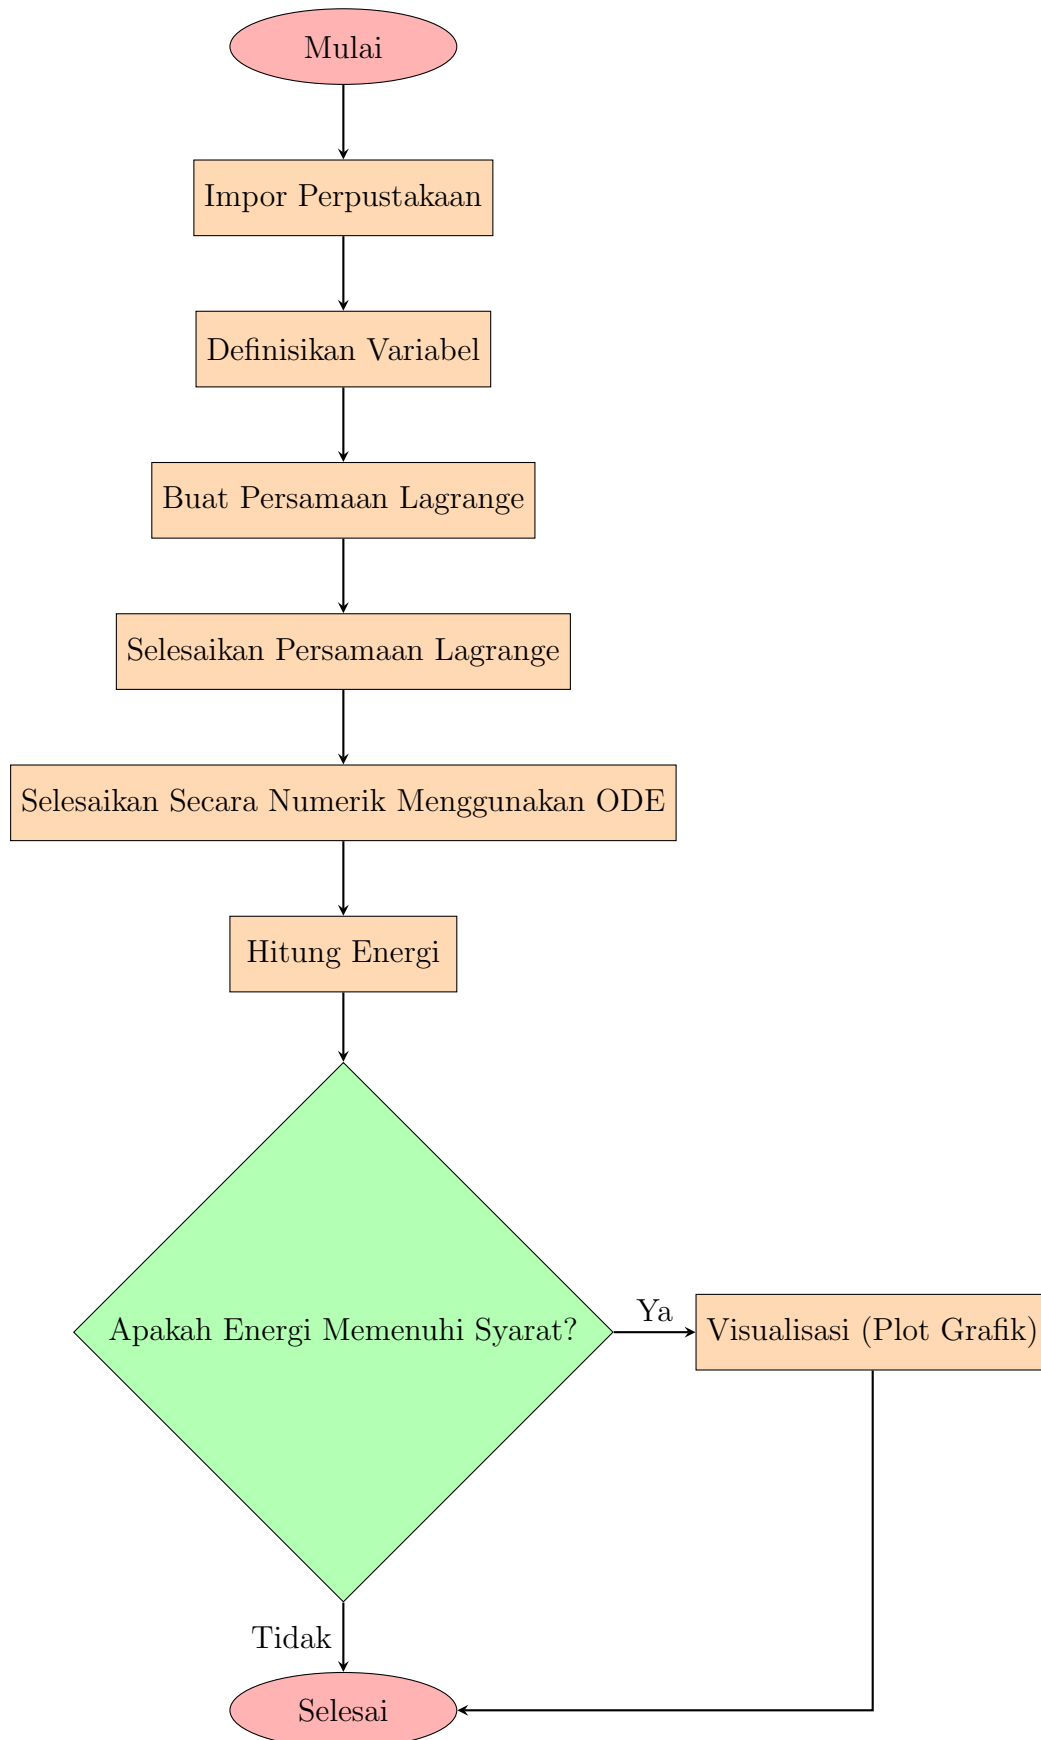 Mulai
Impor Perpustakaan
Definisikan Variabel
Buat Persamaan Lagrange
Selesaikan Persamaan Lagrange
Selesaikan Secara Numerik Menggunakan ODE
Hitung Energi
Apakah Energi Memenuhi Syarat?
Ya
Visualisasi (Plot Grafik)
Tidak
Selesai